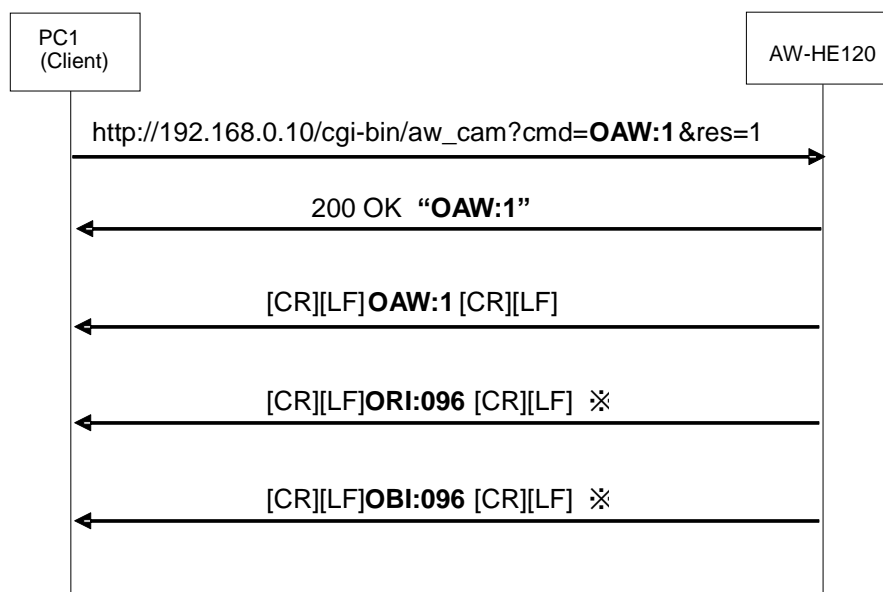 PC1
(Client)
AW-HE120
http://192.168.0.10/cgi-bin/aw_cam?cmd=OAW:1&res=1
200 OK “OAW:1”
[CR][LF]OAW:1 [CR][LF]
[CR][LF]ORI:096 [CR][LF] ※
[CR][LF]OBI:096 [CR][LF] ※